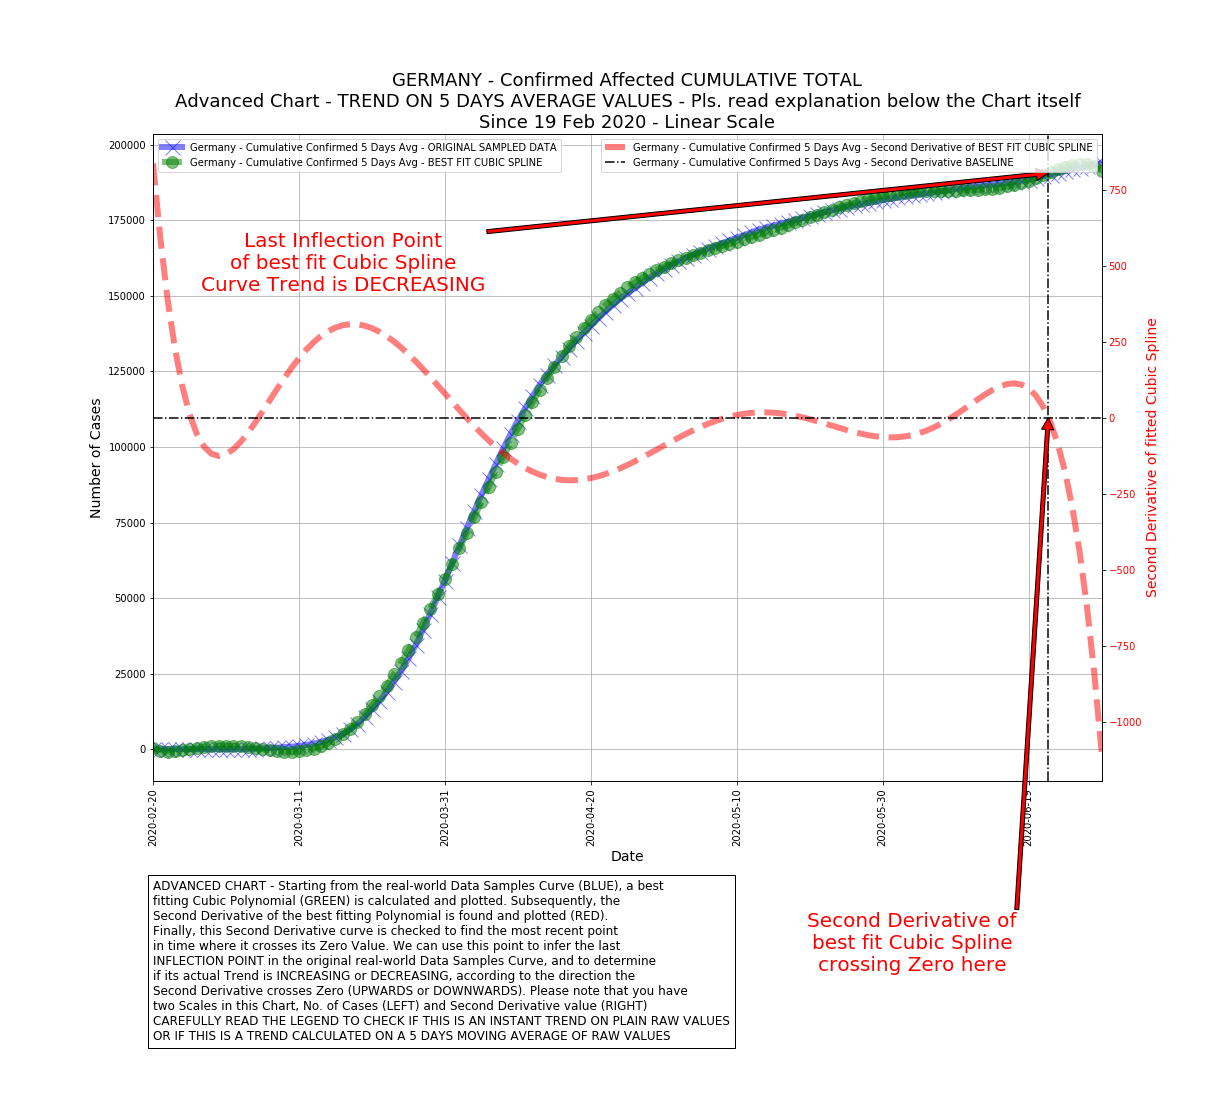 GERMANY - Confirmed Affected CUMULATIVE TOTAL
Advanced Chart - TREND ON 5 DAYS AVERAGE VALUES - Pls. read explanation below the Chart itself
Since 19 Feb 2020 - Linear Scale
Germany - Cumulative Confirmed 5 Days Avg - ORIGINAL SAMPLED DATA
Germany - Cumulative Confirmed 5 Days Avg - BEST FIT CUBIC SPLINE
Germany - Cumulative Confirmed 5 Days Avg - Second Derivative of BEST FIT CUBIC SPLINE
Germany - Cumulative Confirmed 5 Days Avg - Second Derivative BASELINE
Last Inflection Point
of best fit Cubic Spline
Curve Trend is DECREASING
Number of Cases
200000
175000
150000
125000
100000
75000
50000
25000
0
750
500
250
0
−250
−500
−750
−1000
Second Derivative of fitted Cubic Spline
2020-02-20
2020-03-11
2020-03-31
2020-04-20
2020-05-10
2020-05-30
2020-06-19
Date
ADVANCED CHART - Starting from the real-world Data Samples Curve (BLUE), a best
fitting Cubic Polynomial (GREEN) is calculated and plotted. Subsequently, the
Second Derivative of the best fitting Polynomial is found and plotted (RED).
Finally, this Second Derivative curve is checked to find the most recent point
in time where it crosses its Zero Value. We can use this point to infer the last
INFLECTION POINT in the original real-world Data Samples Curve, and to determine
if its actual Trend is INCREASING or DECREASING, according to the direction the
Second Derivative crosses Zero (UPWARDS or DOWNWARDS). Please note that you have
two Scales in this Chart, No. of Cases (LEFT) and Second Derivative value (RIGHT)
CAREFULLY READ THE LEGEND TO CHECK IF THIS IS AN INSTANT TREND ON PLAIN RAW VALUES
OR IF THIS IS A TREND CALCULATED ON A 5 DAYS MOVING AVERAGE OF RAW VALUES
Second Derivative of
best fit Cubic Spline
crossing Zero here